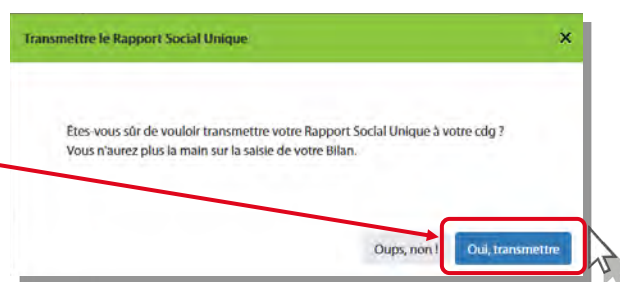 Transmettre le Rapport Social Unique ×
Êtes-vous sûr de vouloir transmettre votre Rapport Social Unique à votre cdg ?
Vous n'aurez plus la main sur la saisie de votre Bilan.
Oups, non ! Oui, transmettre